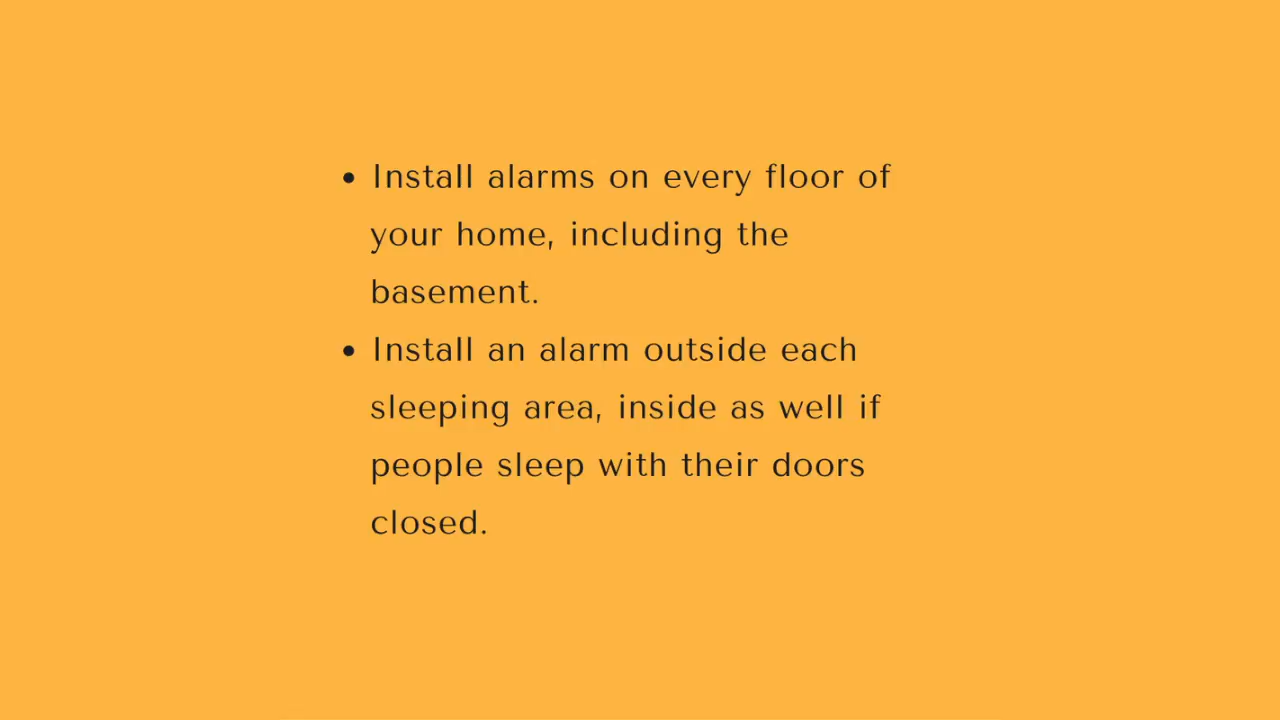 • Install alarms on every floor of
your home, including the
basement.
• Install an alarm outside each
sleeping area, inside as well if
people sleep with their doors
closed.